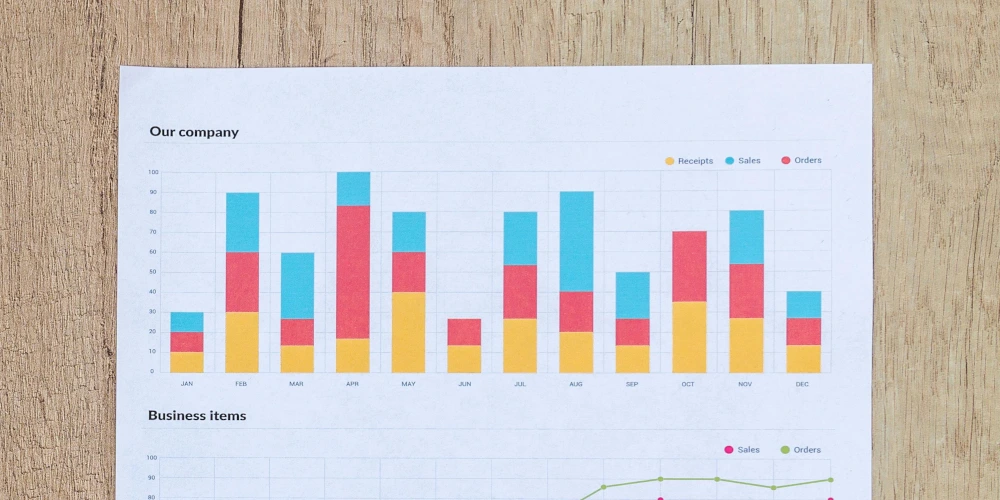 Our company
Receipts Sales Orders
100
90
80
70
60
50
40
30
20
10
0
JAN FEB MAR APR MAY JUN JUL AUG SEP OCT NOV DEC
Business items
Sales Orders
100
90
80